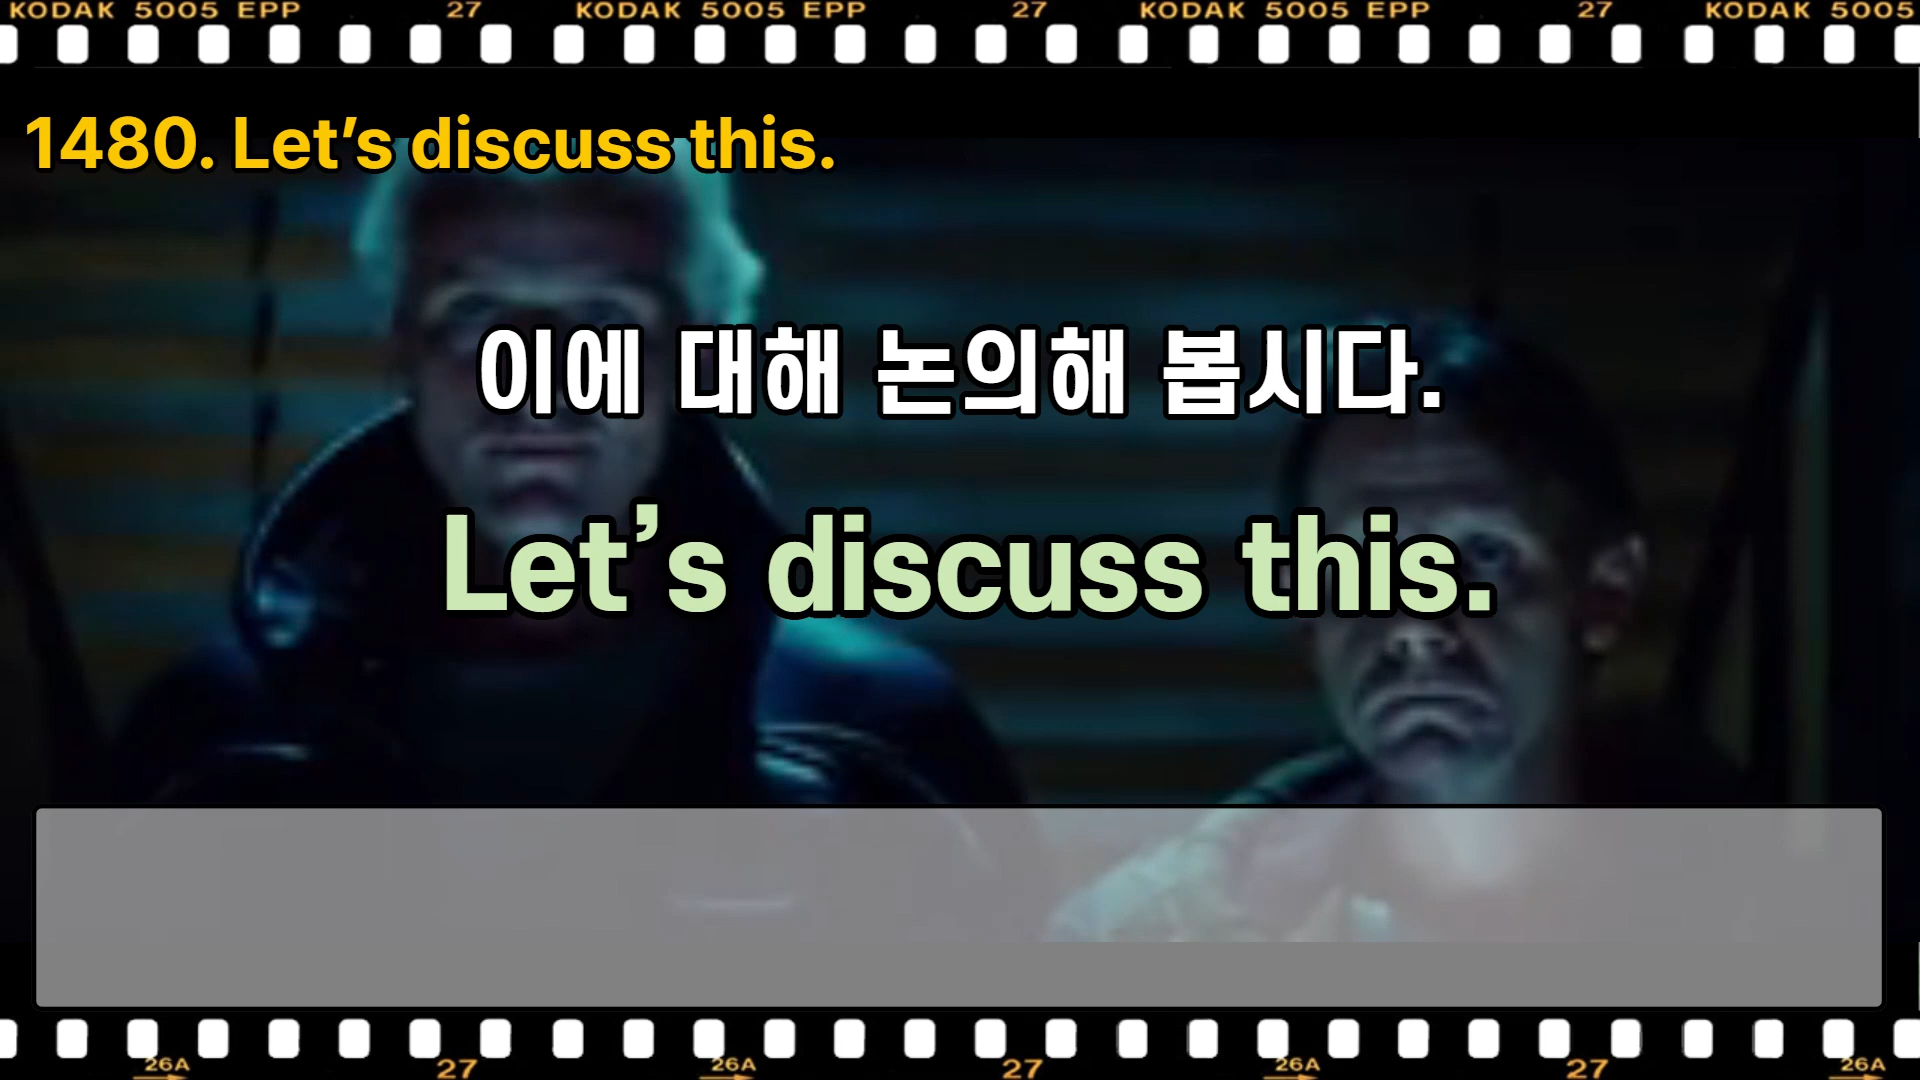 KODAK 5005 EPP 27 KODAK 5005 EPP 27 KODAK 5005 EPP 27 KODAK 5005
1480. Let’s discuss this.
이에 대해 논의해 봅시다.
Let’s discuss this.
26A 27 26A 27 26A 27 26A